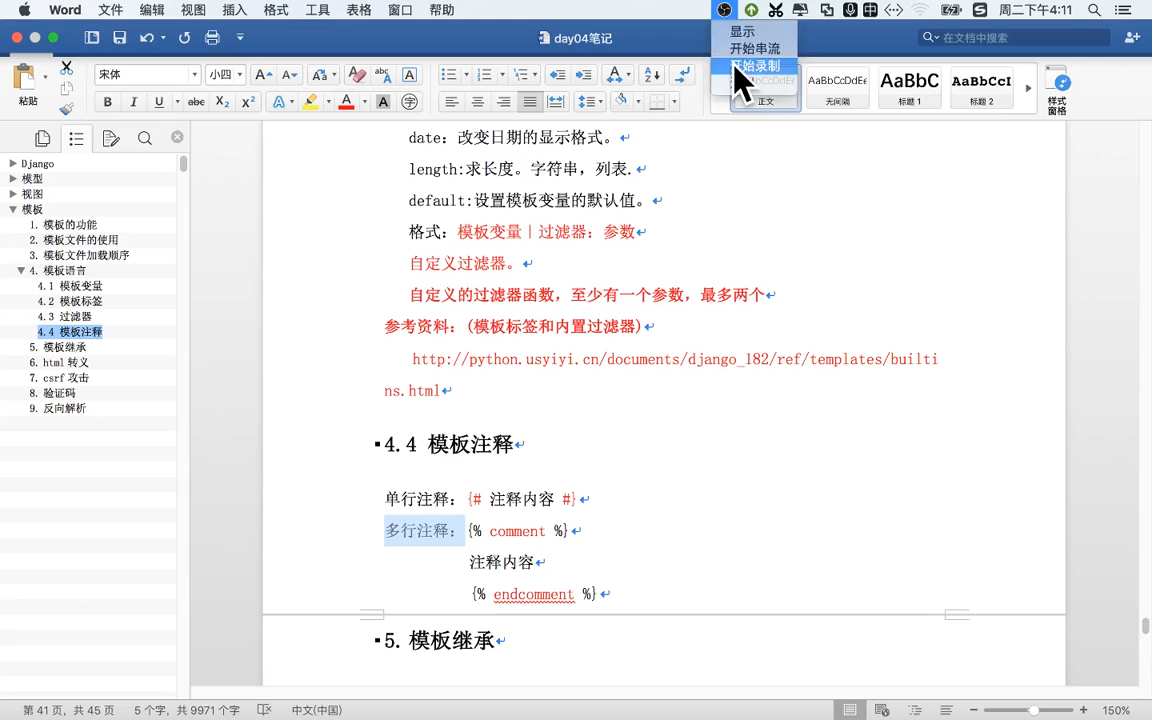 Word 文件 编辑 视图 插入 格式 工具 表格 窗口 帮助
周二下午4:11
显示
开始串流
开始录制
day04笔记
在文档中搜索
粘贴
宋体
小四
AaBbCcDdEe
AaBbC
AaBbCcI
正文
无间隔
标题 1
标题 2
样式
窗格
Django
模型
视图
模板
1. 模板的功能
2. 模板文件的使用
3. 模板文件加载顺序
4. 模板语言
4.1 模板变量
4.2 模板标签
4.3 过滤器
4.4 模板注释
5. 模板继承
6. html 转义
7. csrf 攻击
8. 验证码
9. 反向解析
date: 改变日期的显示格式。
length:求长度。字符串，列表.
default:设置模板变量的默认值。
格式：模板变量|过滤器：参数
自定义过滤器。
自定义的过滤器函数，至少有一个参数，最多两个
参考资料：(模板标签和内置过滤器)
http://python.usyiyi.cn/documents/django_182/ref/templates/builti
ns.html
4.4 模板注释
单行注释：{# 注释内容 #}
多行注释：{% comment %}
注释内容
{% endcomment %}
5. 模板继承
第 41 页，共 45 页 5 个字，共 9971 个字 中文(中国)
150%